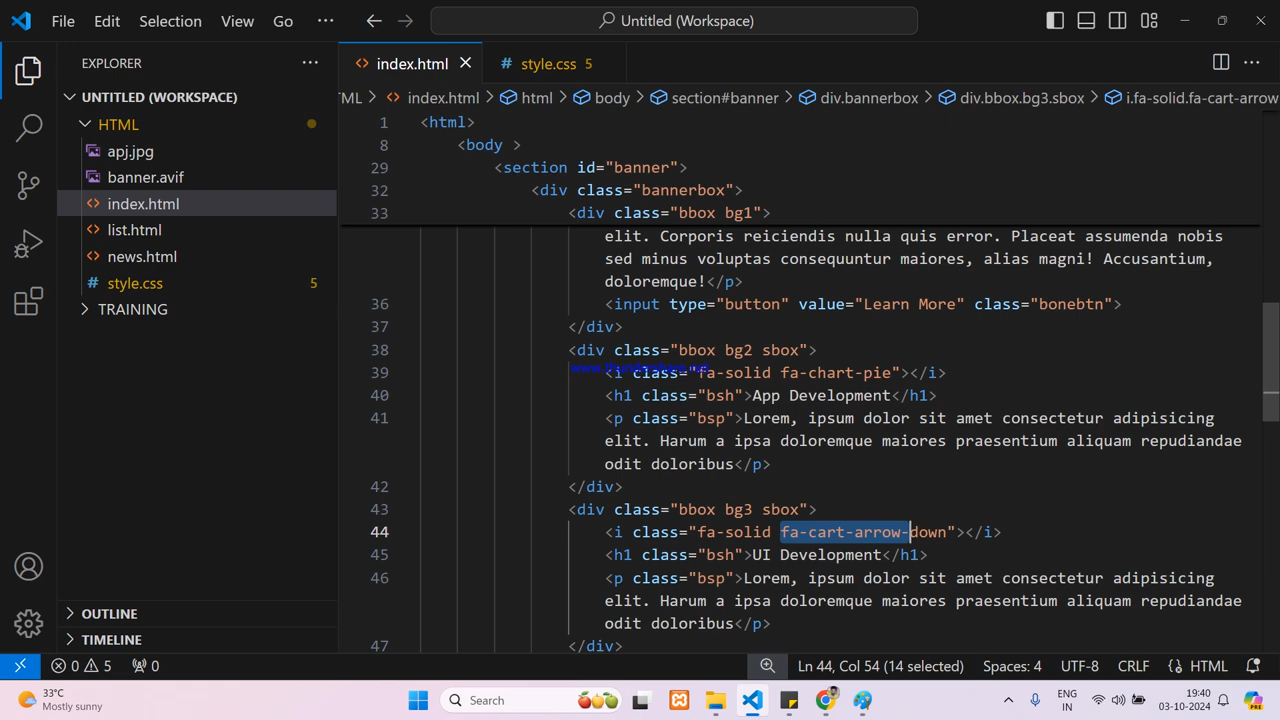 File Edit Selection View Go ··· Untitled (Workspace)
EXPLORER ···
index.html
# style.css 5
UNTITLED (WORKSPACE)
HTML
apj.jpg
banner.avif
index.html
list.html
news.html
# style.css 5
TRAINING
OUTLINE
TIMELINE
TML > index.html > html > body > section#banner > div.bannerbox > div.bbox.bg3.sbox > i.fa-solid.fa-cart-arrow
1 <html>
8 <body >
29 <section id="banner">
32 <div class="bannerbox">
33 <div class="bbox bg1">
elit. Corporis reiciendis nulla quis error. Placeat assumenda nobis
sed minus voluptas consequuntur maiores, alias magni! Accusantium,
doloremque!</p>
36 <input type="button" value="Learn More" class="bonebtn">
37 </div>
38 <div class="bbox bg2 sbox">
39 <i class="fa-solid fa-chart-pie"></i>
40 <h1 class="bsh">App Development</h1>
41 <p class="bsp">Lorem, ipsum dolor sit amet consectetur adipisicing
elit. Harum a ipsa doloremque maiores praesentium aliquam repudiandae
odit doloribus</p>
42 </div>
43 <div class="bbox bg3 sbox">
44 <i class="fa-solid fa-cart-arrow-down"></i>
45 <h1 class="bsh">UI Development</h1>
46 <p class="bsp">Lorem, ipsum dolor sit amet consectetur adipisicing
elit. Harum a ipsa doloremque maiores praesentium aliquam repudiandae
odit doloribus</p>
47 </div>
0 5 0 Ln 44, Col 54 (14 selected) Spaces: 4 UTF-8 CRLF HTML
33°C
Mostly sunny
Search
ENG
IN
19:40
03-10-2024
PRE